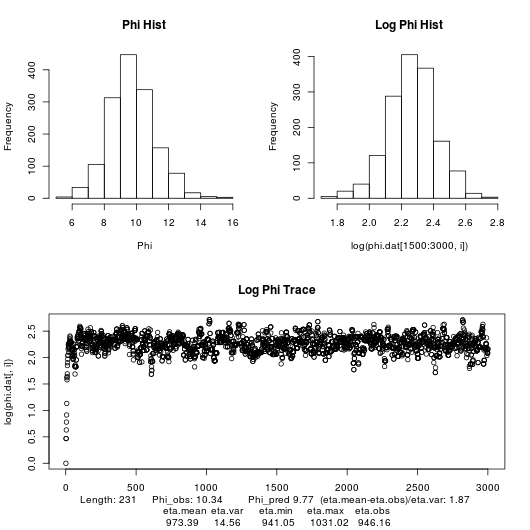 Phi Hist
Log Phi Hist
Frequency
0 100 200 300 400
6 8 10 12 14 16
Phi
Frequency
0 100 200 300 400
1.8 2.0 2.2 2.4 2.6 2.8
log(phi.dat[1500:3000, i])
Log Phi Trace
log(phi.dat[, i])
0.0 0.5 1.0 1.5 2.0 2.5
0 500 1000 1500 2000 2500 3000
Length: 231 Phi_obs: 10.34 Phi_pred 9.77 (eta.mean-eta.obs)/eta.var: 1.87
eta.mean eta.var eta.min eta.max eta.obs
973.39 14.56 941.05 1031.02 946.16